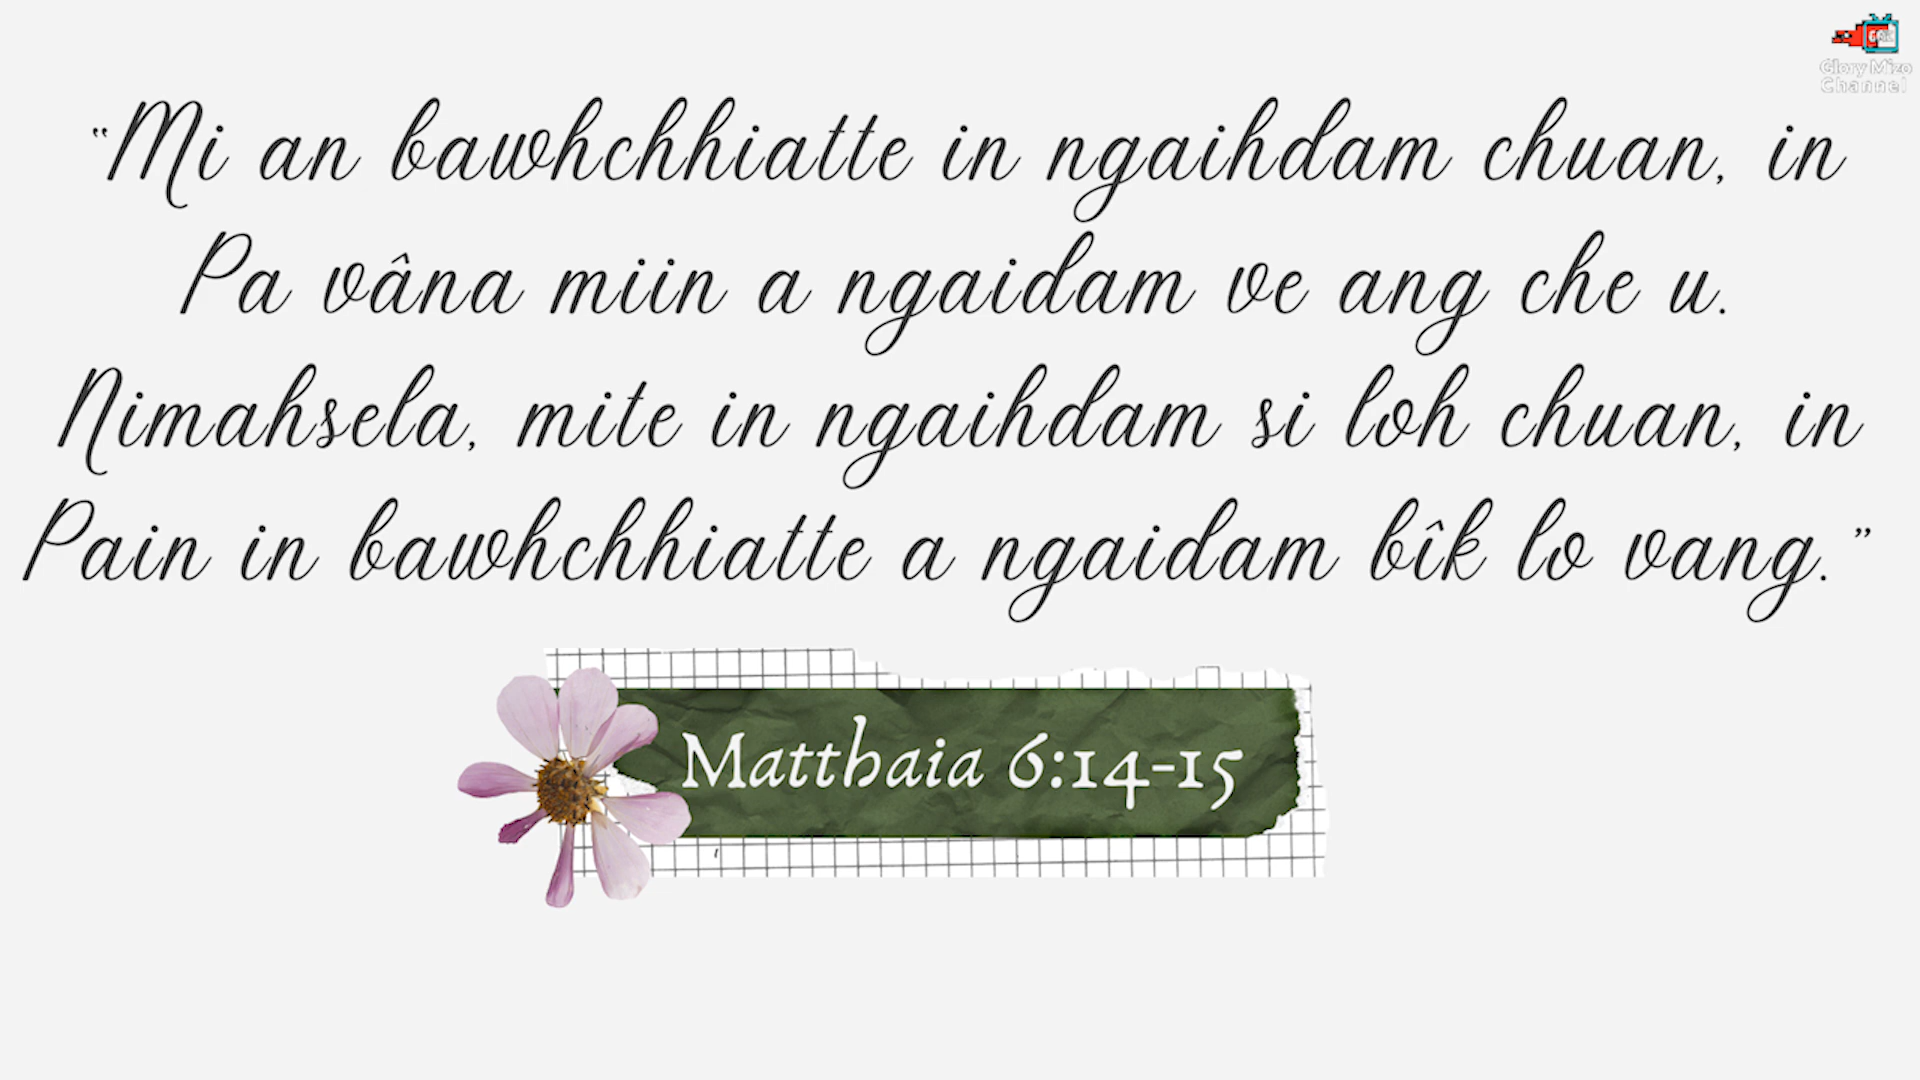 Glory Mizo
Channel
“Mi an bawhchhiatte in ngaihdam chuan, in
Pa vâna miin a ngaidam ve ang che u.
Nimahsela, mite in ngaihdam si loh chuan, in
Pain in bawhchhiatte a ngaidam bîk lo vang.”
Matthaia 6:14-15